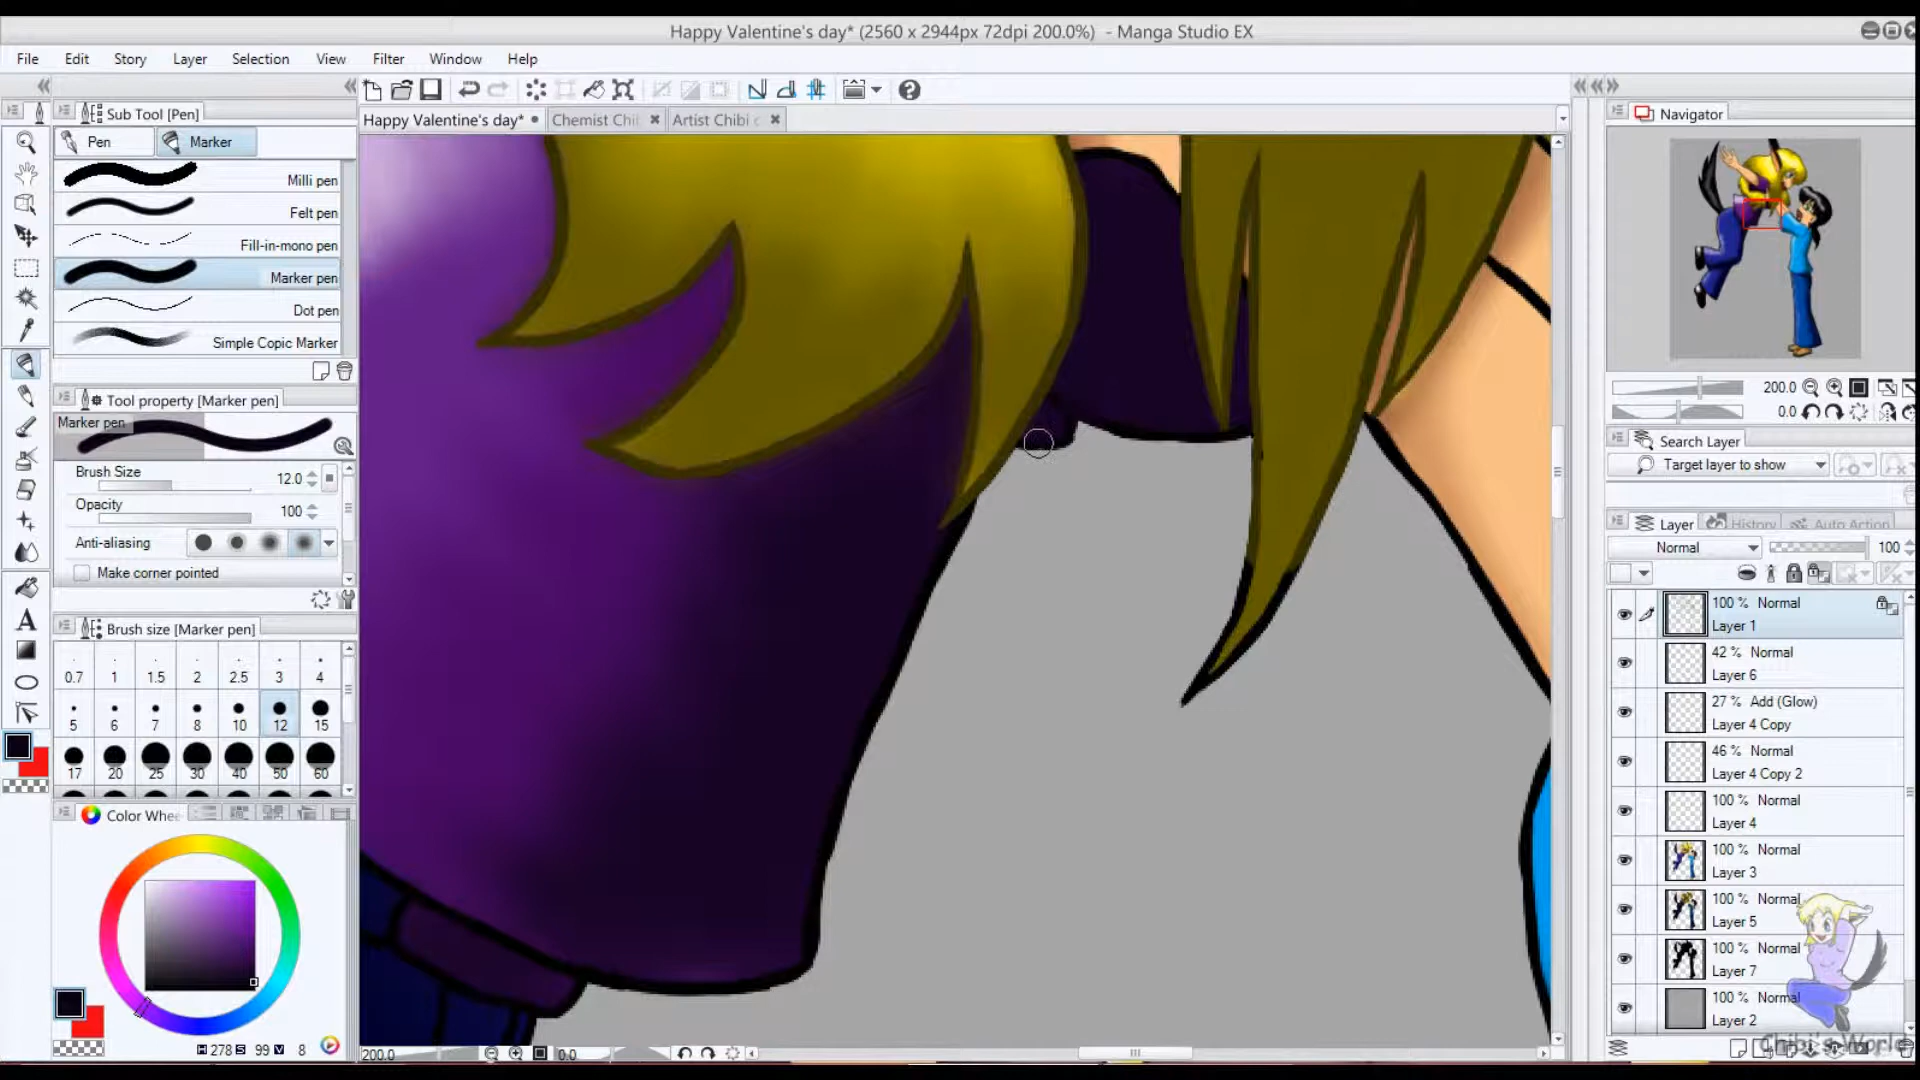 Happy Valentine's day* (2560 x 2944px 72dpi 200.0%) - Manga Studio EX
File Edit Story Layer Selection View Filter Window Help
Sub Tool [Pen]
Pen Marker
Milli pen
Felt pen
Fill-in-mono pen
Marker pen
Dot pen
Simple Copic Marker
Tool property [Marker pen]
Marker pen
Brush Size 12.0
Opacity 100
Anti-aliasing
Make corner pointed
Brush size [Marker pen]
0.7 1 1.5 2 2.5 3 4
5 6 7 8 10 12 15
17 20 25 30 40 50 60
Color Whee
H 278 S 99 V 8
Happy Valentine's day* Chemist Chib Artist Chibi c
200.0 0.0
Navigator
200.0
0.0
Search Layer
Target layer to show
Layer History Auto Action
Normal 100
100 % Normal
Layer 1
42 % Normal
Layer 6
27 % Add (Glow)
Layer 4 Copy
46 % Normal
Layer 4 Copy 2
100 % Normal
Layer 4
100 % Normal
Layer 3
100 % Normal
Layer 5
100 % Normal
Layer 7
100 % Normal
Layer 2
Chibi's World